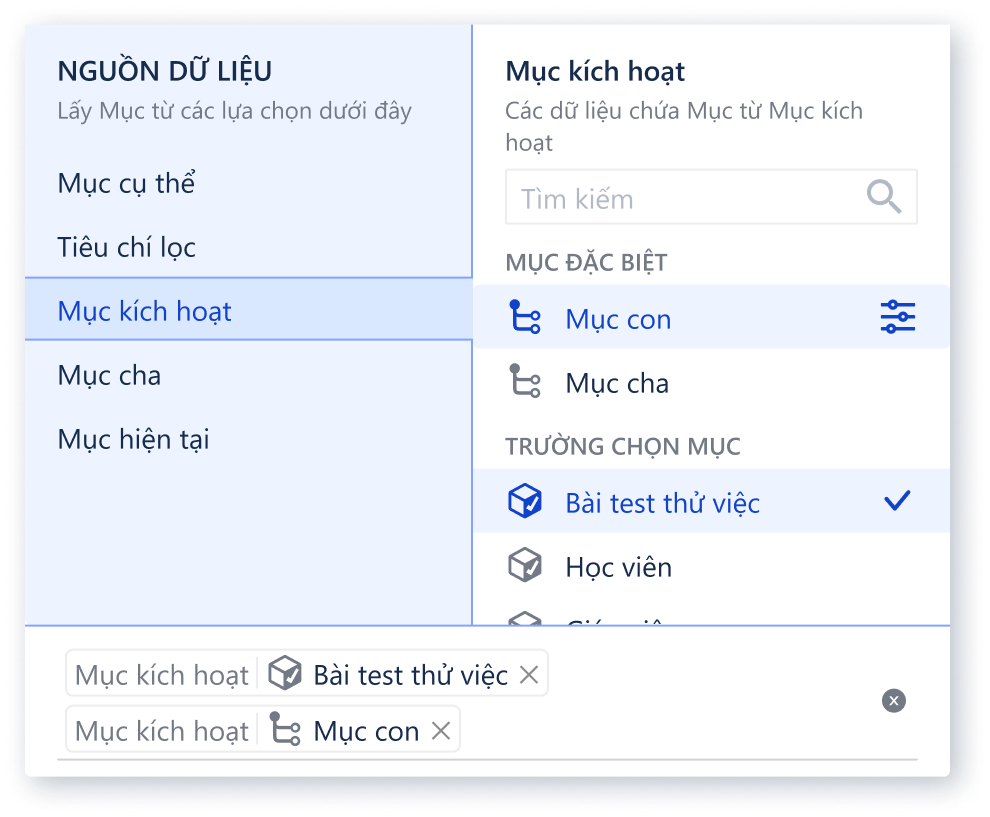 NGUỒN DỮ LIỆU
Lấy Mục từ các lựa chọn dưới đây
Mục cụ thể
Tiêu chí lọc
Mục kích hoạt
Mục cha
Mục hiện tại
Mục kích hoạt
Các dữ liệu chứa Mục từ Mục kích
hoạt
Tìm kiếm
MỤC ĐẶC BIỆT
Mục con
Mục cha
TRƯỜNG CHỌN MỤC
Bài test thử việc
Học viên
Mục kích hoạt Bài test thử việc
Mục kích hoạt Mục con